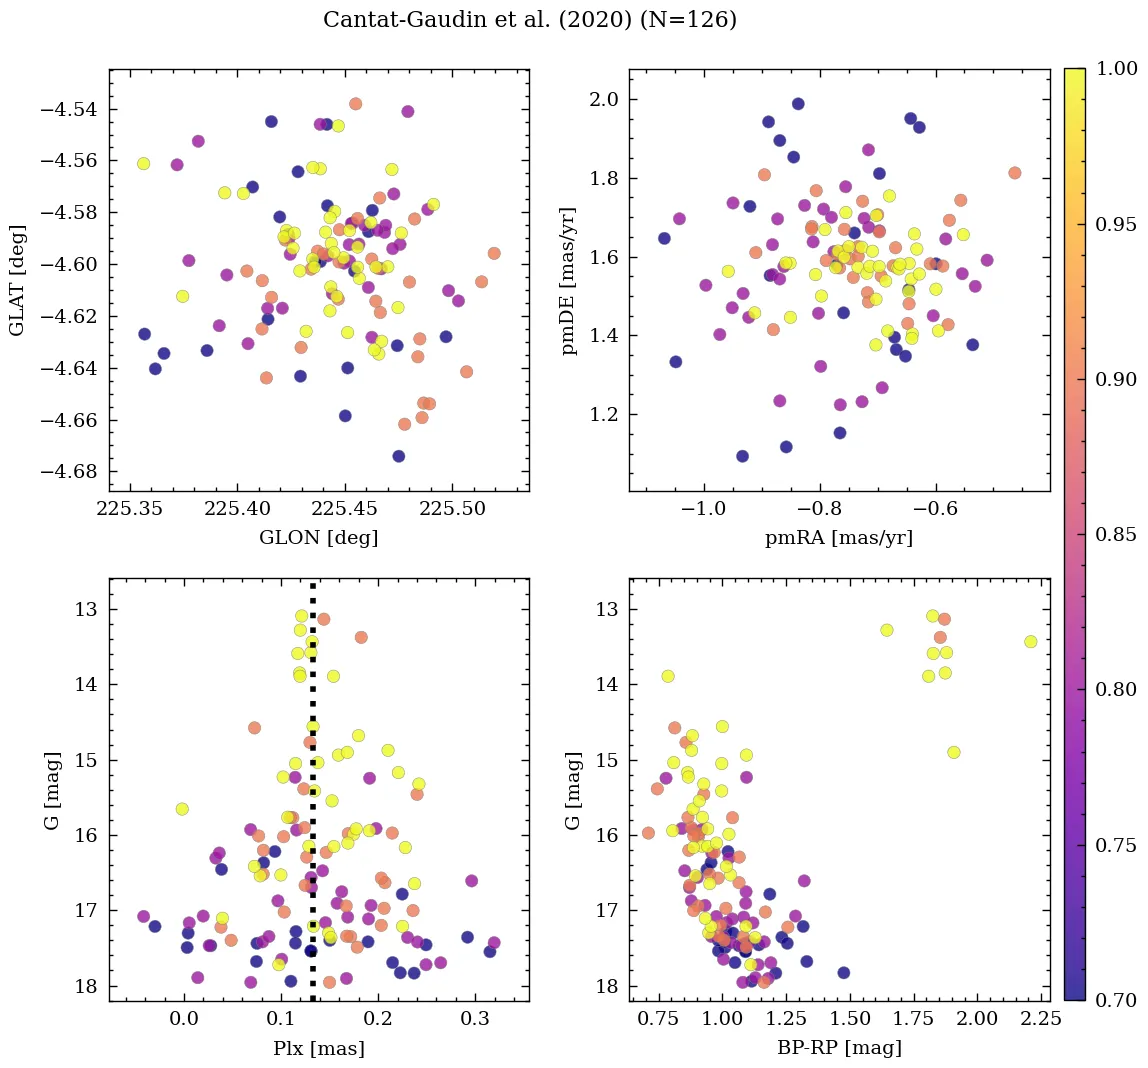 Cantat-Gaudin et al. (2020) (N=126)
−4.54
−4.56
−4.58
−4.60
−4.62
−4.64
−4.66
−4.68
GLAT [deg]
225.35 225.40 225.45 225.50
GLON [deg]
2.0
1.8
1.6
1.4
1.2
pmDE [mas/yr]
−1.0 −0.8 −0.6
pmRA [mas/yr]
13
14
15
16
17
18
G [mag]
0.0 0.1 0.2 0.3
Plx [mas]
13
14
15
16
17
18
G [mag]
0.75 1.00 1.25 1.50 1.75 2.00 2.25
BP-RP [mag]
1.00
0.95
0.90
0.85
0.80
0.75
0.70